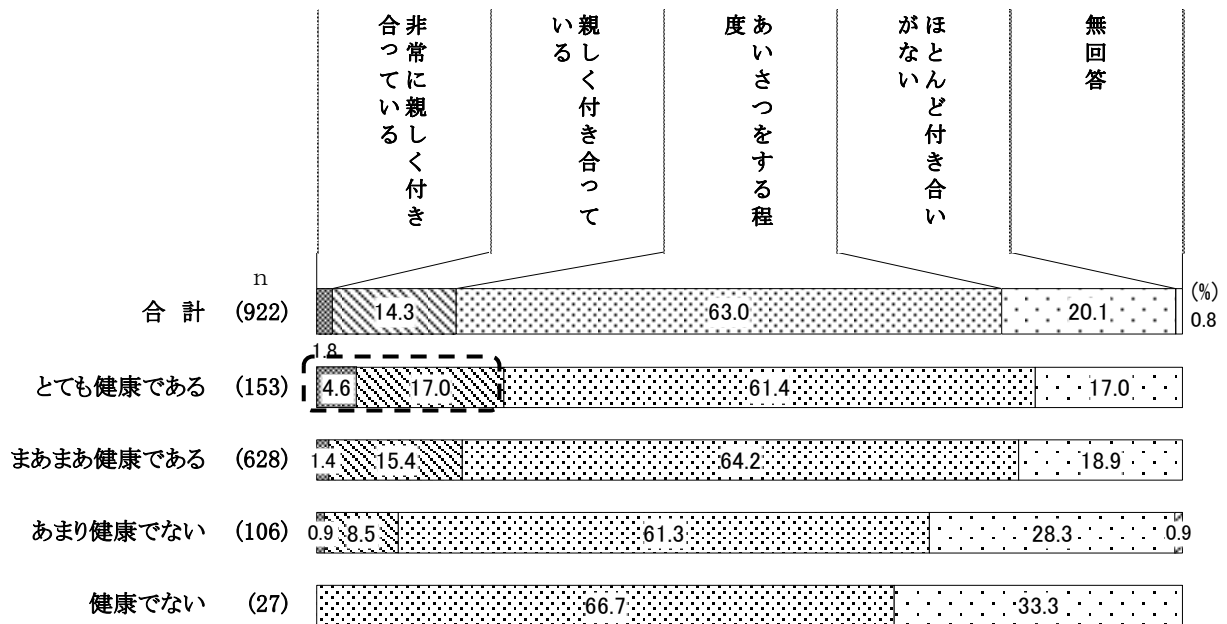 非常に親しく付き
合っている
親しく付き合って
いる
あいさつをする程
度
ほとんど付き合い
がない
無回答
n
(%)
合 計 (922) 14.3 63.0 20.1 0.8
1.8
とても健康である (153) 4.6 17.0 61.4 17.0
まあまあ健康である (628) 1.4 15.4 64.2 18.9
あまり健康でない (106) 0.9 8.5 61.3 28.3 0.9
健康でない (27) 66.7 33.3